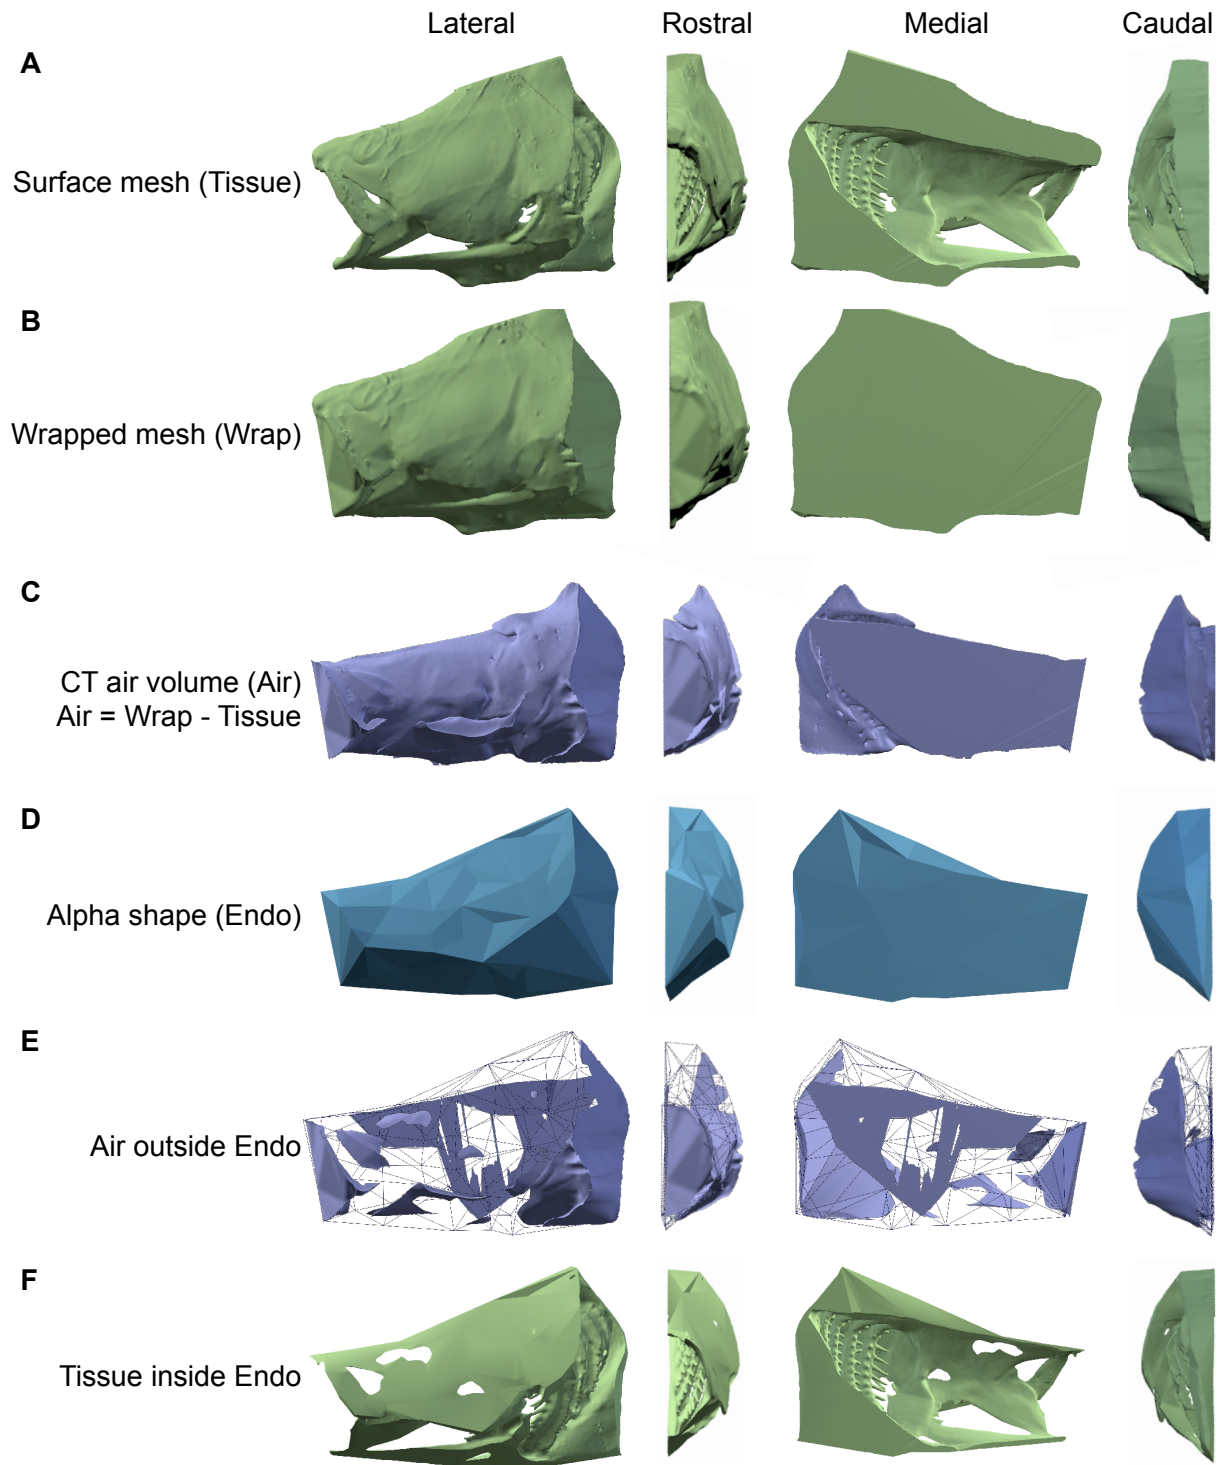 Lateral Rostral Medial Caudal
A
Surface mesh (Tissue)
B
Wrapped mesh (Wrap)
C
CT air volume (Air)
Air = Wrap - Tissue
D
Alpha shape (Endo)
E
Air outside Endo
F
Tissue inside Endo